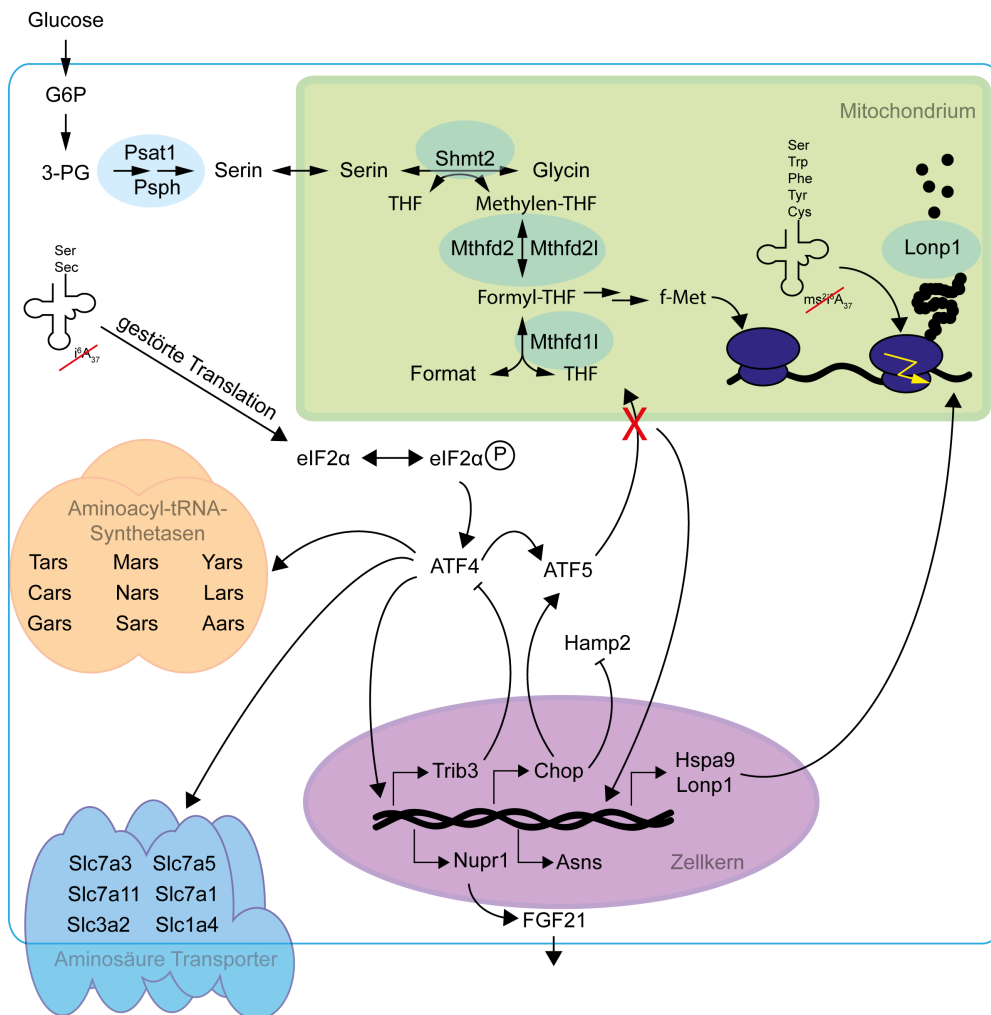 Glucose
G6P
3-PG
Psat1
Psph
Serin
Serin
Shmt2
Glycin
THF
Methylen-THF
Mthfd2
Mthfd2l
Formyl-THF
f-Met
Mthfd1l
Format
THF
Mitochondrium
Ser
Trp
Phe
Tyr
Cys
ms²i⁶A₃₇
Lonp1
Ser
Sec
i⁶A₃₇
gestörte Translation
eIF2α
eIF2α
P
X
ATF4
ATF5
Hamp2
Aminoacyl-tRNA-
Synthetasen
Tars Mars Yars
Cars Nars Lars
Gars Sars Aars
Trib3
Chop
Hspa9
Lonp1
Nupr1
Asns
Zellkern
FGF21
Slc7a3 Slc7a5
Slc7a11 Slc7a1
Slc3a2 Slc1a4
Aminosäure Transporter